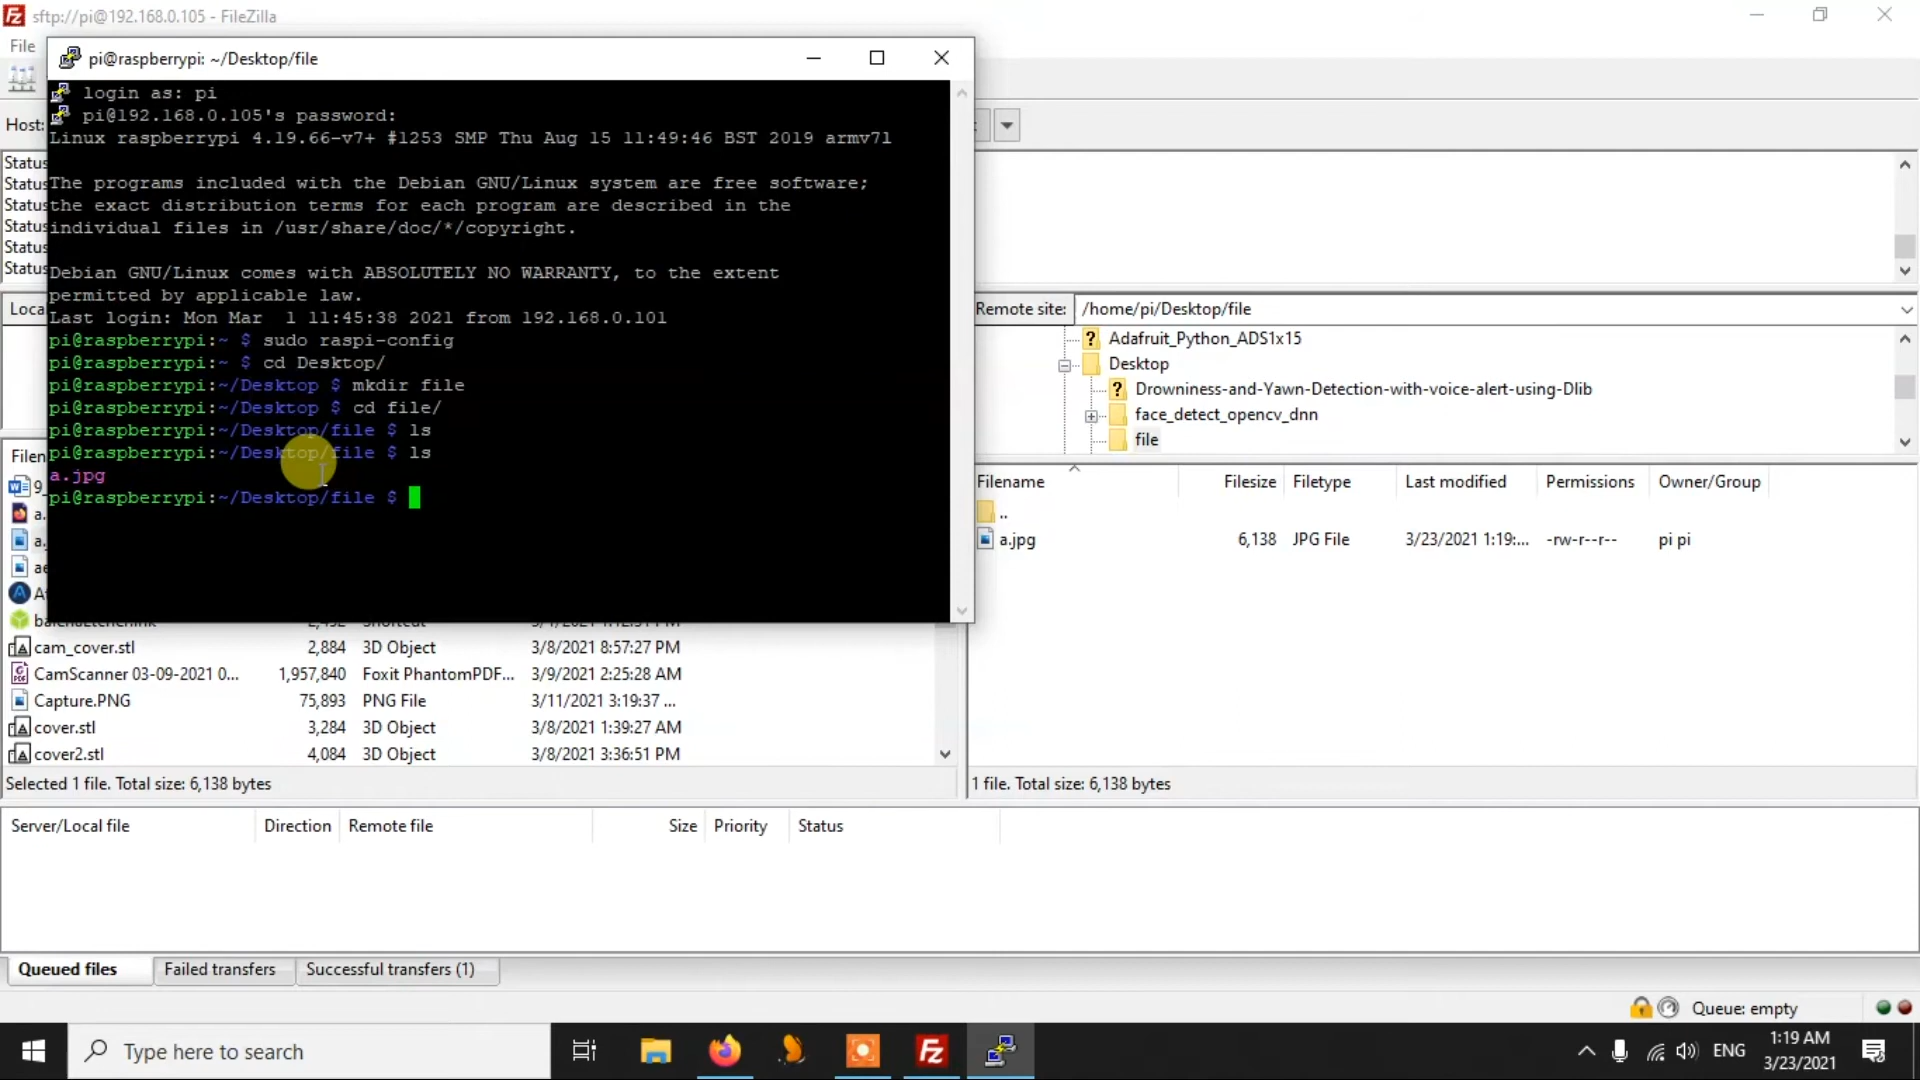 sftp://pi@192.168.0.105 - FileZilla
File
pi@raspberrypi: ~/Desktop/file
Host:
login as: pi
pi@192.168.0.105's password:
Linux raspberrypi 4.19.66-v7+ #1253 SMP Thu Aug 15 11:49:46 BST 2019 armv7l
The programs included with the Debian GNU/Linux system are free software;
the exact distribution terms for each program are described in the
individual files in /usr/share/doc/*/copyright.
Debian GNU/Linux comes with ABSOLUTELY NO WARRANTY, to the extent
permitted by applicable law.
Last login: Mon Mar  1 11:45:38 2021 from 192.168.0.101
pi@raspberrypi:~ $ sudo raspi-config
pi@raspberrypi:~ $ cd Desktop/
pi@raspberrypi:~/Desktop $ mkdir file
pi@raspberrypi:~/Desktop $ cd file/
pi@raspberrypi:~/Desktop/file $ ls
pi@raspberrypi:~/Desktop/file $ ls
a.jpg
pi@raspberrypi:~/Desktop/file $
Status
Status
Status
Status
Status
Status
Loca
Filen
9_
a.
a.
ae
A
cam_cover.stl 2,884 3D Object 3/8/2021 8:57:27 PM
CamScanner 03-09-2021 0... 1,957,840 Foxit PhantomPDF... 3/9/2021 2:25:28 AM
Capture.PNG 75,893 PNG File 3/11/2021 3:19:37 ...
cover.stl 3,284 3D Object 3/8/2021 1:39:27 AM
cover2.stl 4,084 3D Object 3/8/2021 3:36:51 PM
Selected 1 file. Total size: 6,138 bytes
Remote site: /home/pi/Desktop/file
Adafruit_Python_ADS1x15
Desktop
Drowniness-and-Yawn-Detection-with-voice-alert-using-Dlib
face_detect_opencv_dnn
file
Filename Filesize Filetype Last modified Permissions Owner/Group
..
a.jpg 6,138 JPG File 3/23/2021 1:19:... -rw-r--r-- pi pi
1 file. Total size: 6,138 bytes
Server/Local file Direction Remote file Size Priority Status
Queued files Failed transfers Successful transfers (1)
Queue: empty
Type here to search
ENG
1:19 AM
3/23/2021